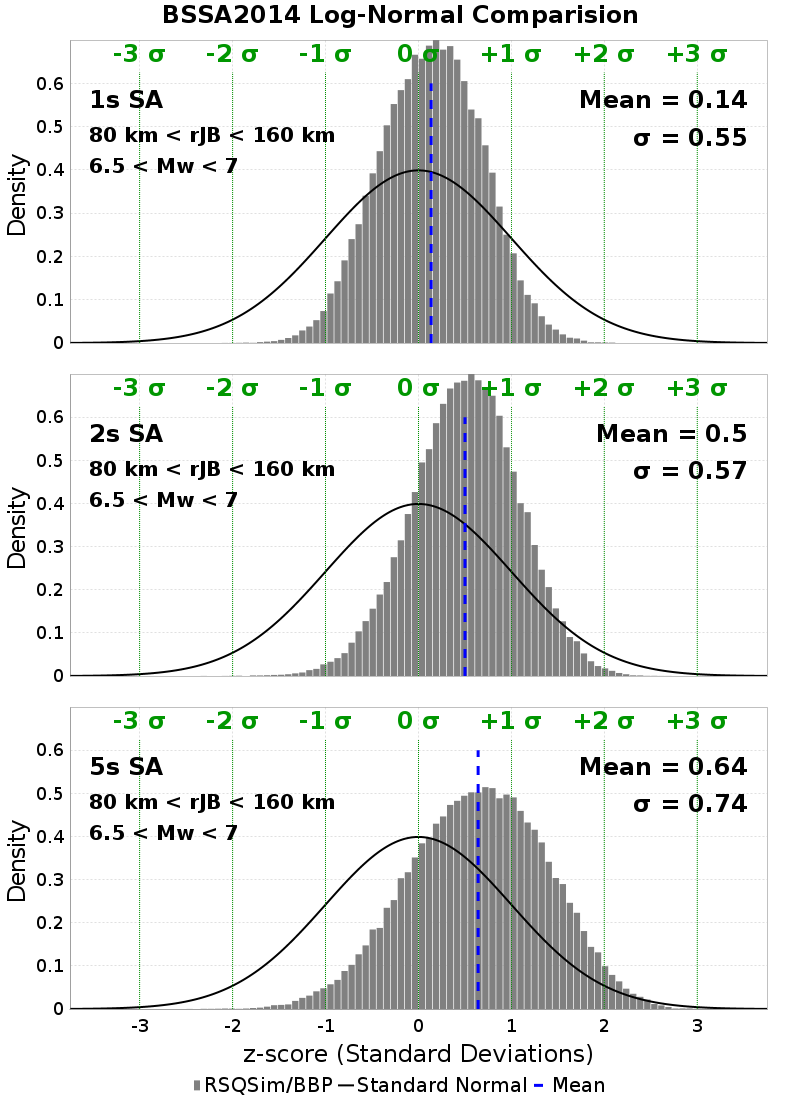 BSSA2014 Log-Normal Comparision
-3 σ -2 σ -1 σ 0 σ +1 σ +2 σ +3 σ
1s SA
Mean = 0.14
80 km < rJB < 160 km
σ = 0.55
6.5 < Mw < 7
Density
0.6
0.5
0.4
0.3
0.2
0.1
0
-3 σ -2 σ -1 σ 0 σ +1 σ +2 σ +3 σ
2s SA
Mean = 0.5
80 km < rJB < 160 km
σ = 0.57
6.5 < Mw < 7
Density
0.6
0.5
0.4
0.3
0.2
0.1
0
-3 σ -2 σ -1 σ 0 σ +1 σ +2 σ +3 σ
5s SA
Mean = 0.64
80 km < rJB < 160 km
σ = 0.74
6.5 < Mw < 7
Density
0.6
0.5
0.4
0.3
0.2
0.1
0
-3 -2 -1 0 1 2 3
z-score (Standard Deviations)
RSQSim/BBP Standard Normal Mean